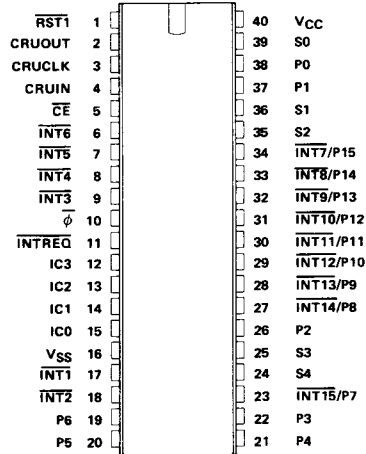 RST1 1 40 VCC
CRUOUT 2 39 S0
CRUCLK 3 38 P0
CRUIN 4 37 P1
CE 5 36 S1
INT6 6 35 S2
INT5 7 34 INT7/P15
INT4 8 33 INT8/P14
INT3 9 32 INT9/P13
ϕ 10 31 INT10/P12
INTREQ 11 30 INT11/P11
IC3 12 29 INT12/P10
IC2 13 28 INT13/P9
IC1 14 27 INT14/P8
IC0 15 26 P2
VSS 16 25 S3
INT1 17 24 S4
INT2 18 23 INT15/P7
P6 19 22 P3
P5 20 21 P4